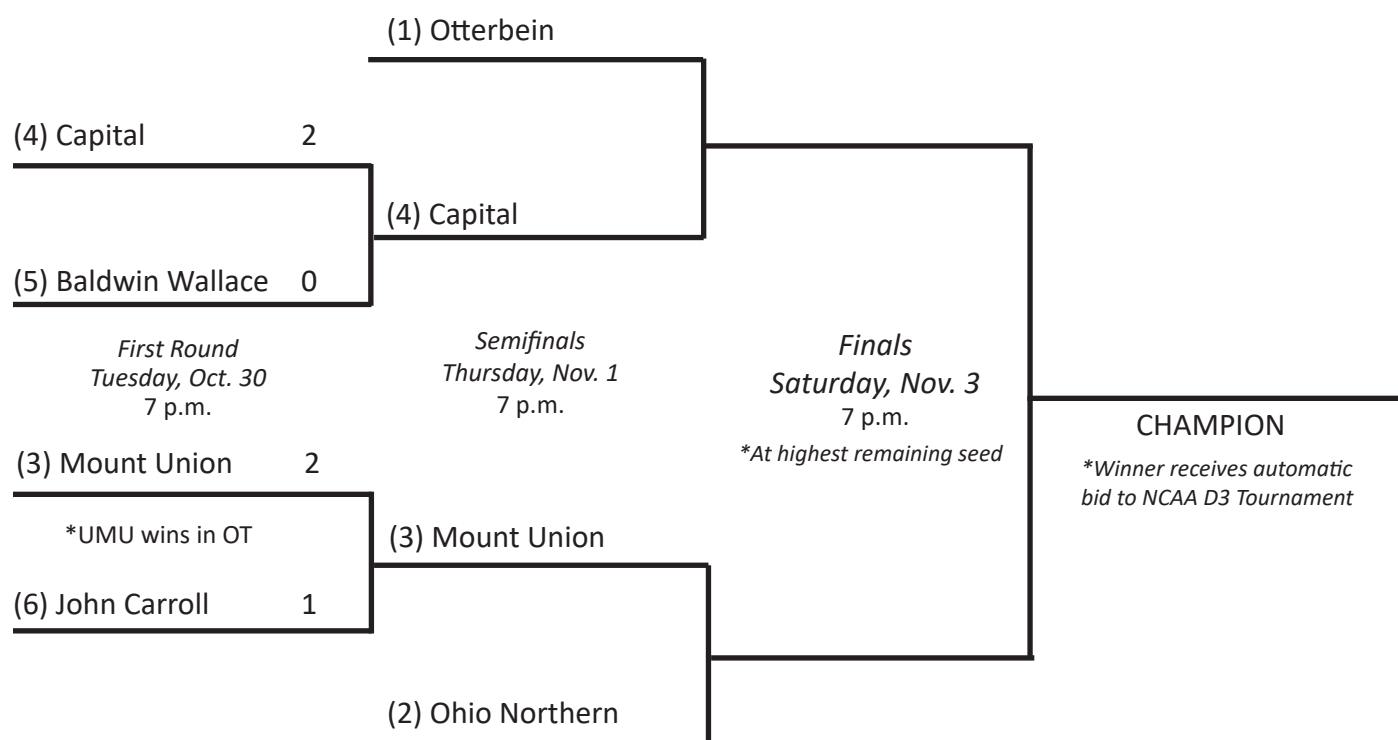 (1) Otterbein
(4) Capital 2
(4) Capital
(5) Baldwin Wallace 0
First Round
Tuesday, Oct. 30
7 p.m.
Semifinals
Thursday, Nov. 1
7 p.m.
Finals
Saturday, Nov. 3
7 p.m.
*At highest remaining seed
CHAMPION
*Winner receives automatic
bid to NCAA D3 Tournament
(3) Mount Union 2
*UMU wins in OT
(3) Mount Union
(6) John Carroll 1
(2) Ohio Northern